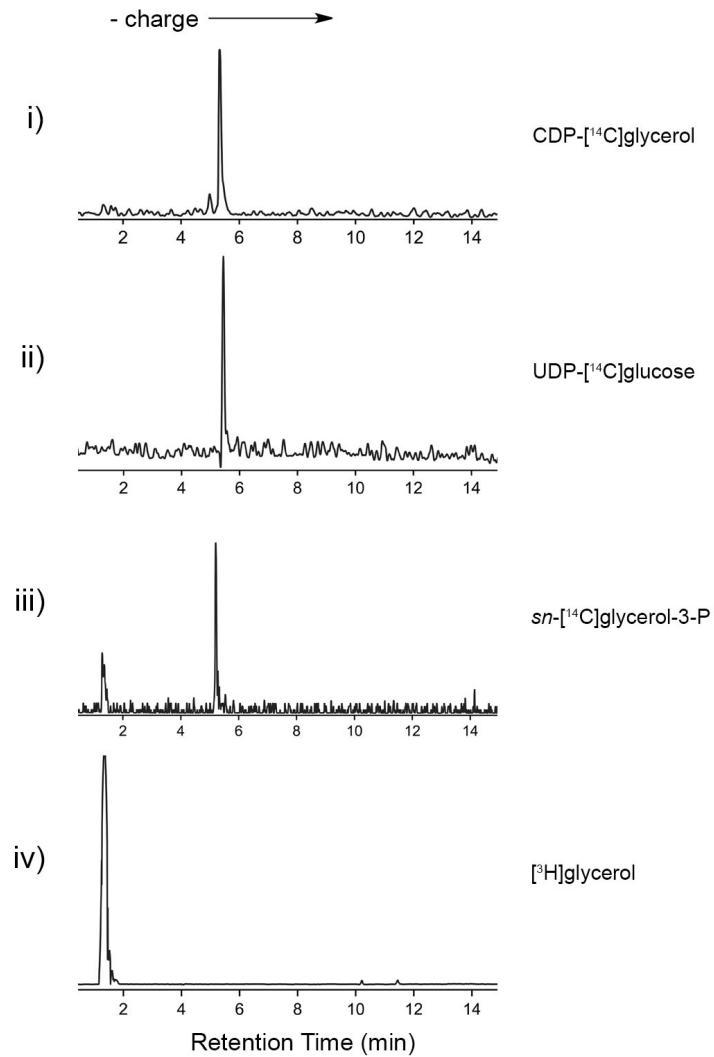 - charge
i)
CDP-[¹⁴C]glycerol
2 4 6 8 10 12 14
ii)
UDP-[¹⁴C]glucose
2 4 6 8 10 12 14
iii)
sn-[¹⁴C]glycerol-3-P
2 4 6 8 10 12 14
iv)
[³H]glycerol
2 4 6 8 10 12 14
Retention Time (min)